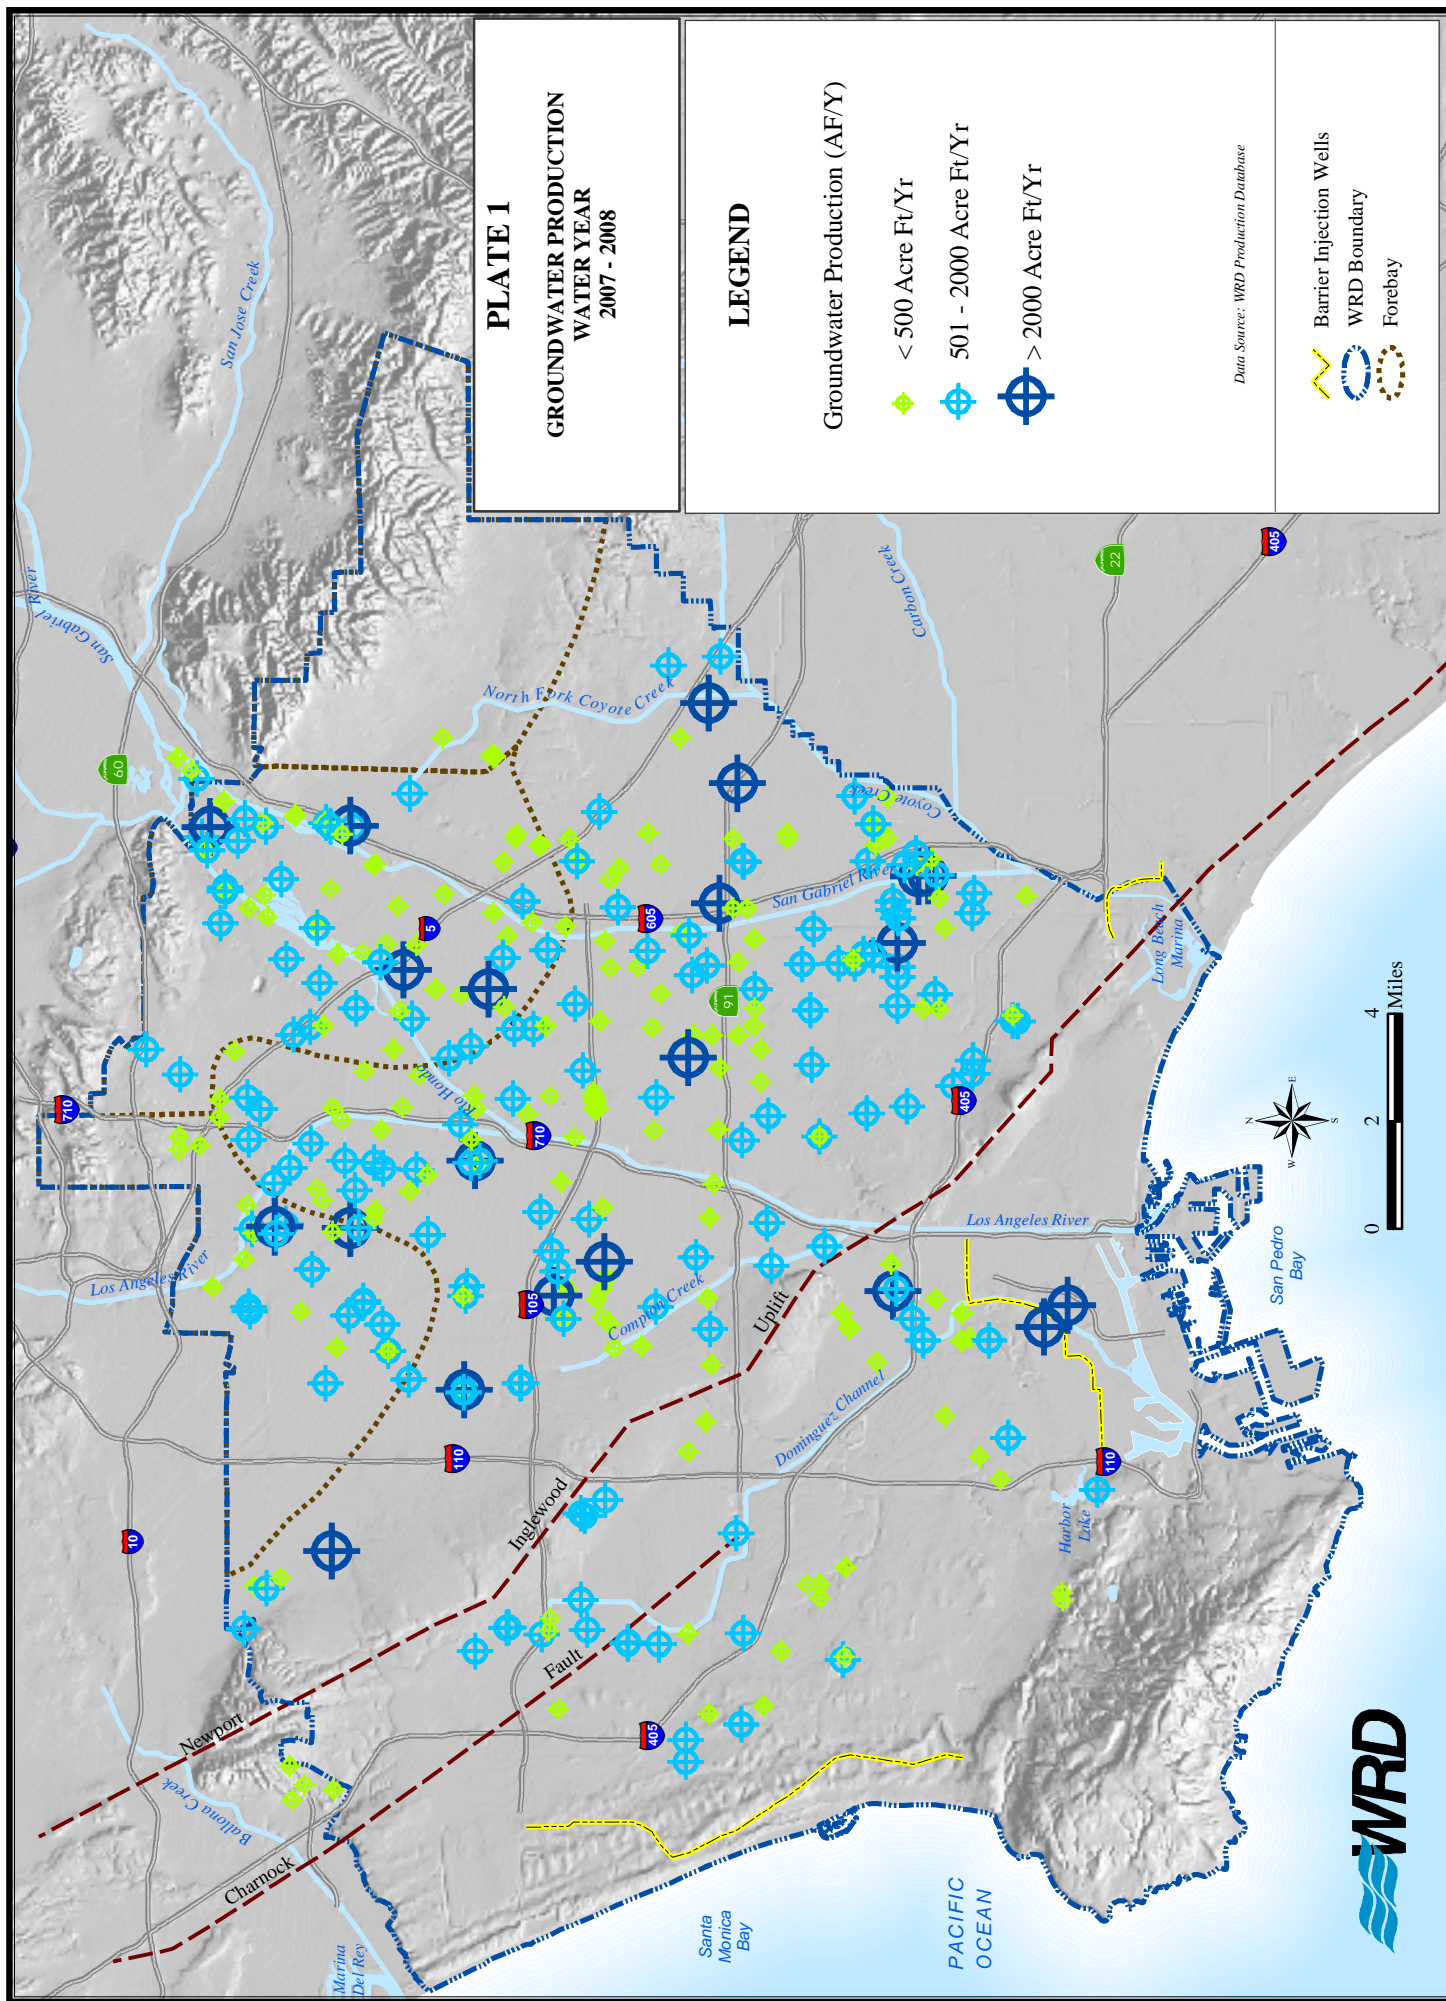 PLATE 1
GROUNDWATER PRODUCTION
WATER YEAR
2007 - 2008
LEGEND
Groundwater Production (AF/Y)
< 500 Acre Ft/Yr
501 - 2000 Acre Ft/Yr
> 2000 Acre Ft/Yr
Data Source: WRD Production Database
Barrier Injection Wells
WRD Boundary
Forebay
San Jose Creek
San Gabriel River
60
710
10
North Fork Coyote Creek
5
Rio Hondo
Los Angeles River
Carbon Creek
Coyote Creek
605
San Gabriel River
91
710
105
110
Compton Creek
22
405
405
Long Beach
Marina
Los Angeles River
Dominguez Channel
Newport
Inglewood
Uplift
Charnock
Fault
Ballona Creek
Marina
Del Rey
405
110
Harbor
Lake
San Pedro
Bay
Santa
Monica
Bay
PACIFIC
OCEAN
N
E
S
W
0
2
4
Miles
WRD